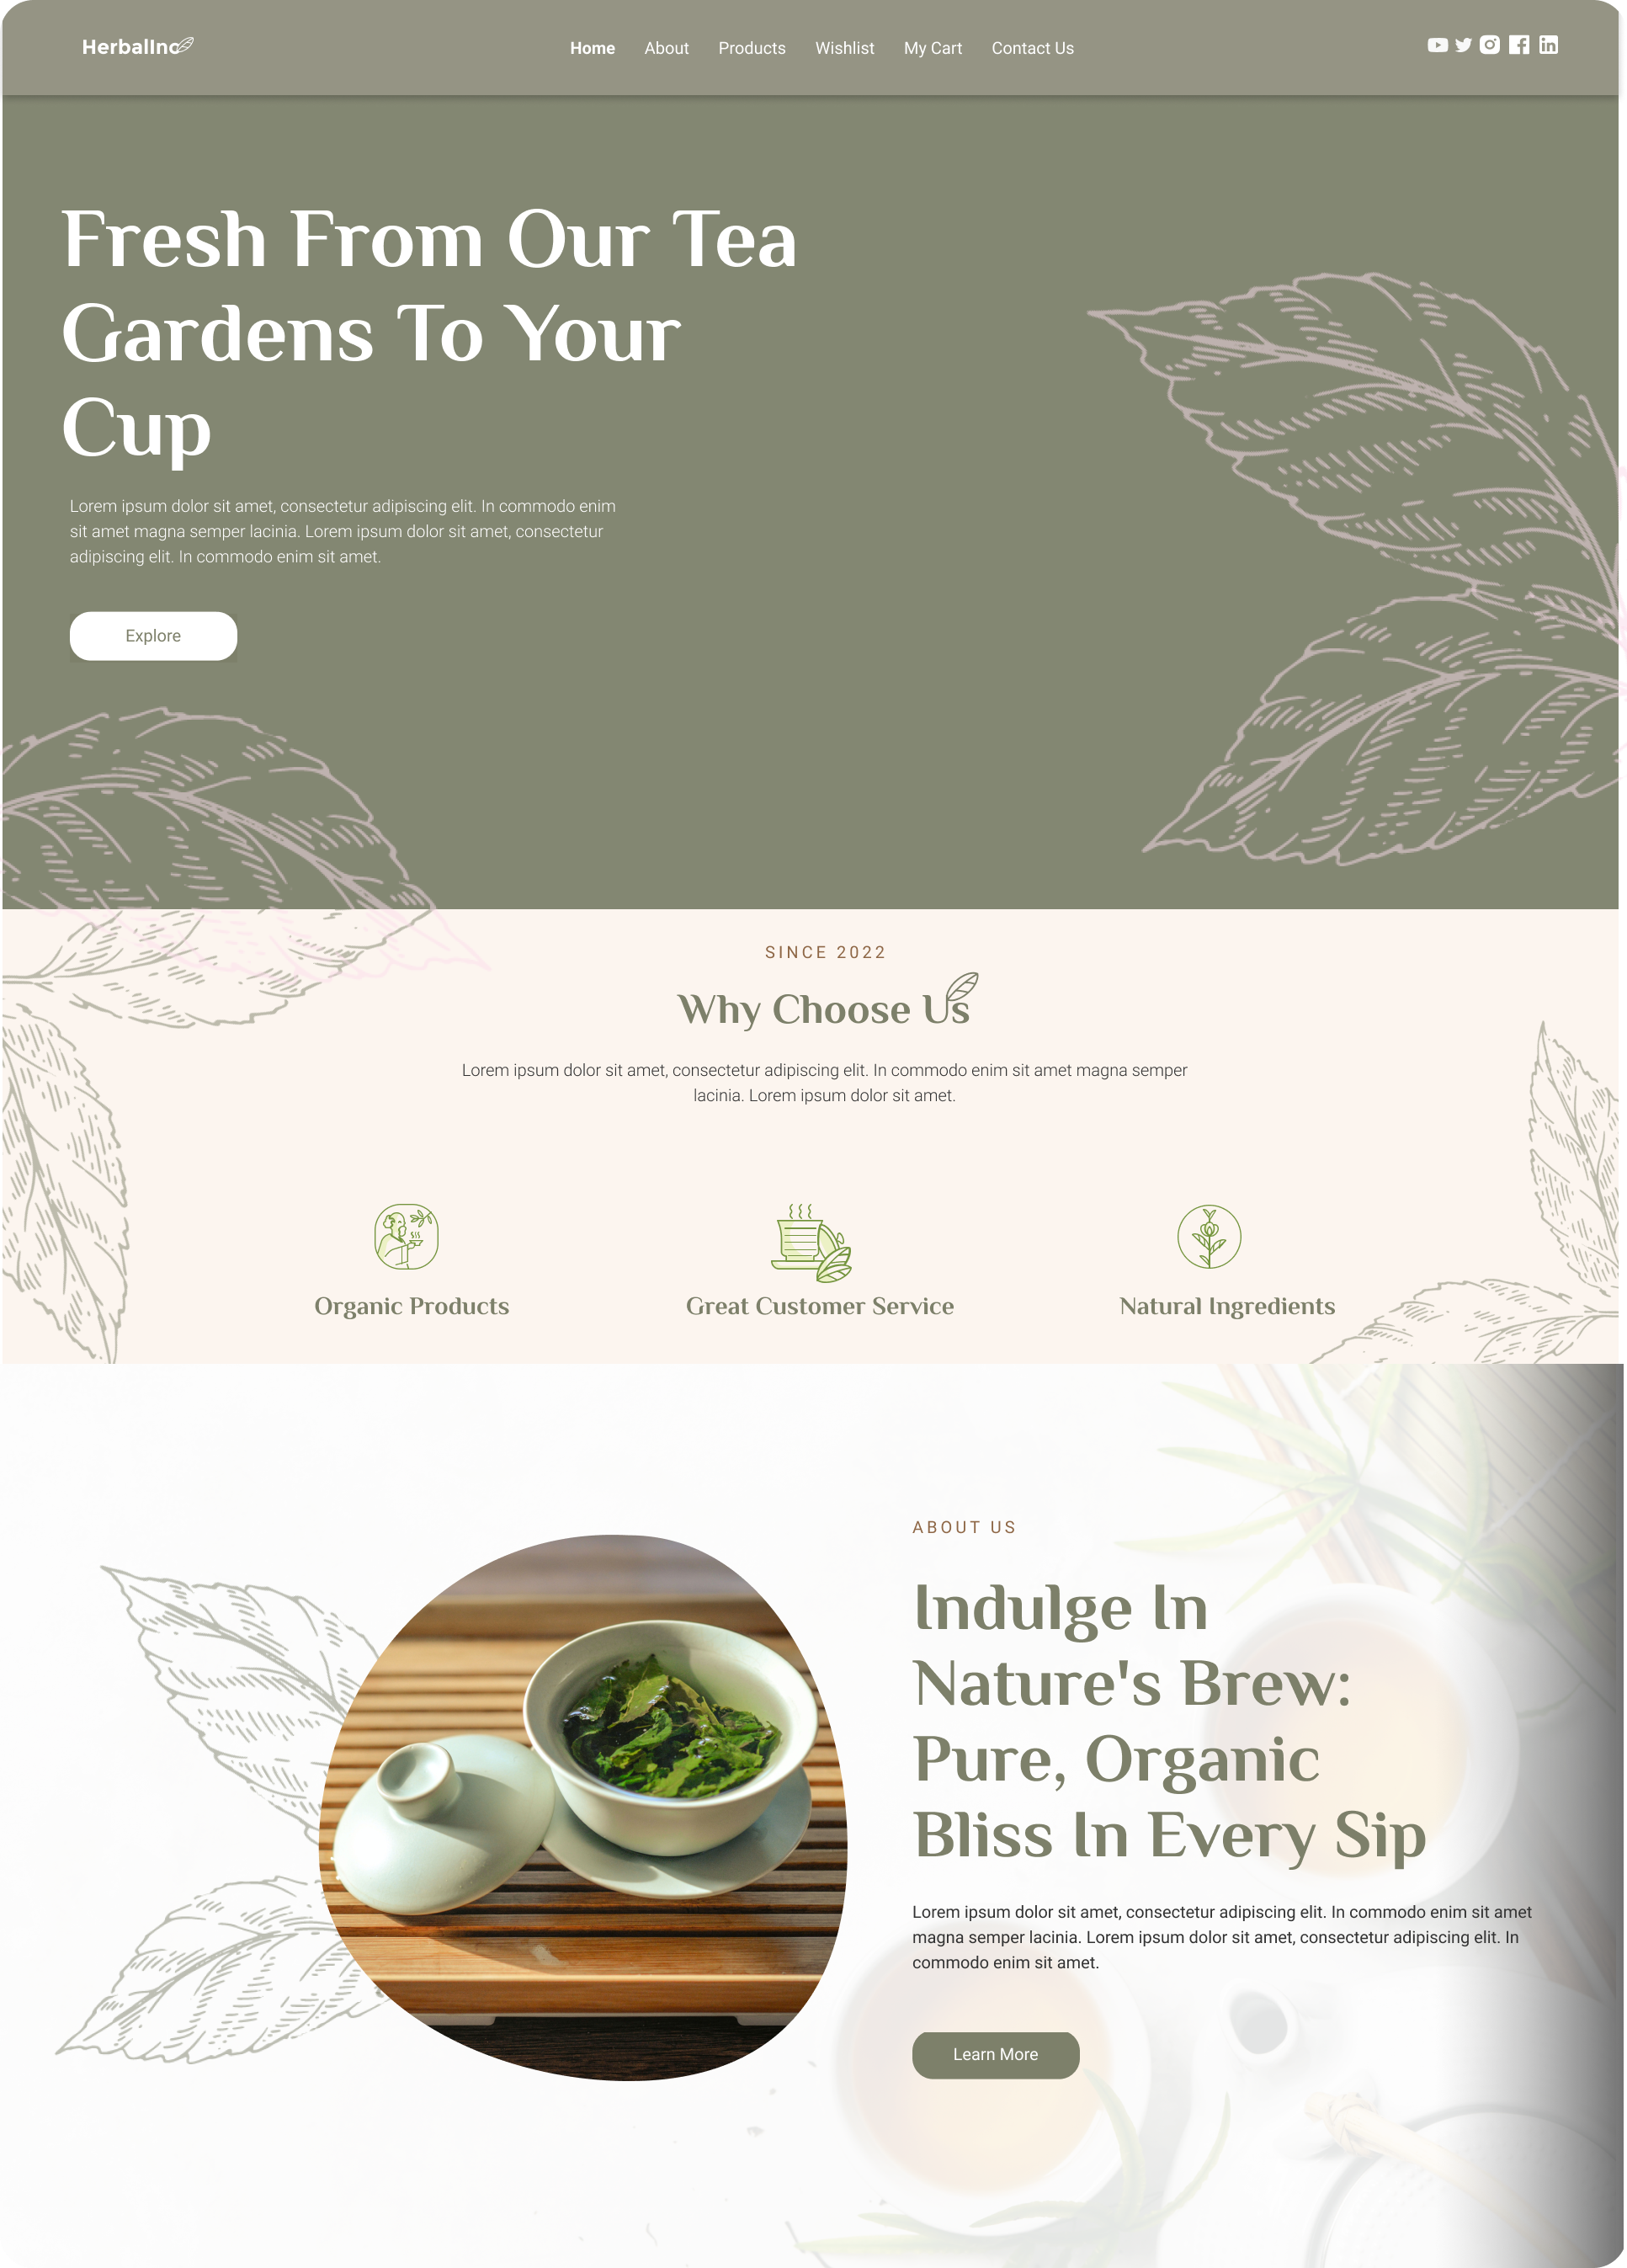 HerbalInc
Home About Products Wishlist My Cart Contact Us
Fresh From Our Tea
Gardens To Your
Cup
Lorem ipsum dolor sit amet, consectetur adipiscing elit. In commodo enim
sit amet magna semper lacinia. Lorem ipsum dolor sit amet, consectetur
adipiscing elit. In commodo enim sit amet.
Explore
SINCE 2022
Why Choose Us
Lorem ipsum dolor sit amet, consectetur adipiscing elit. In commodo enim sit amet magna semper
lacinia. Lorem ipsum dolor sit amet.
Organic Products
Great Customer Service
Natural Ingredients
ABOUT US
Indulge In
Nature's Brew:
Pure, Organic
Bliss In Every Sip
Lorem ipsum dolor sit amet, consectetur adipiscing elit. In commodo enim sit amet
magna semper lacinia. Lorem ipsum dolor sit amet, consectetur adipiscing elit. In
commodo enim sit amet.
Learn More